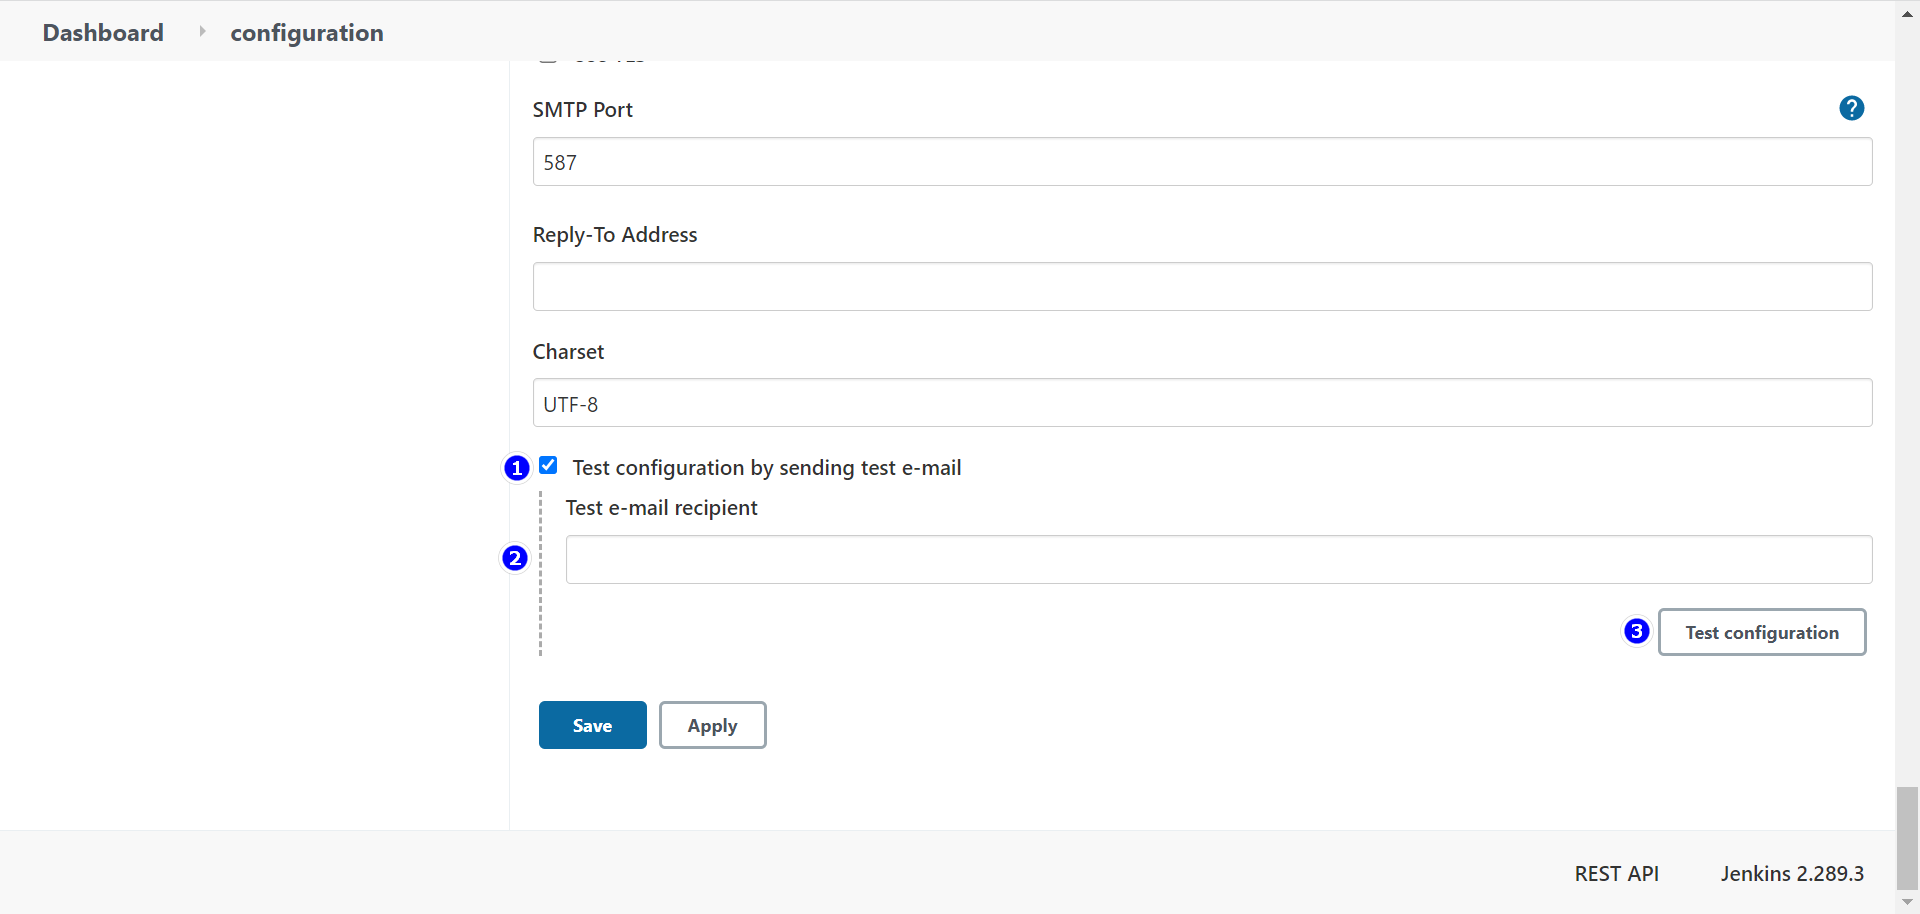 Dashboard configuration
SMTP Port
?
587
Reply-To Address
Charset
UTF-8
1 Test configuration by sending test e-mail
Test e-mail recipient
2
3 Test configuration
Save Apply
REST API Jenkins 2.289.3